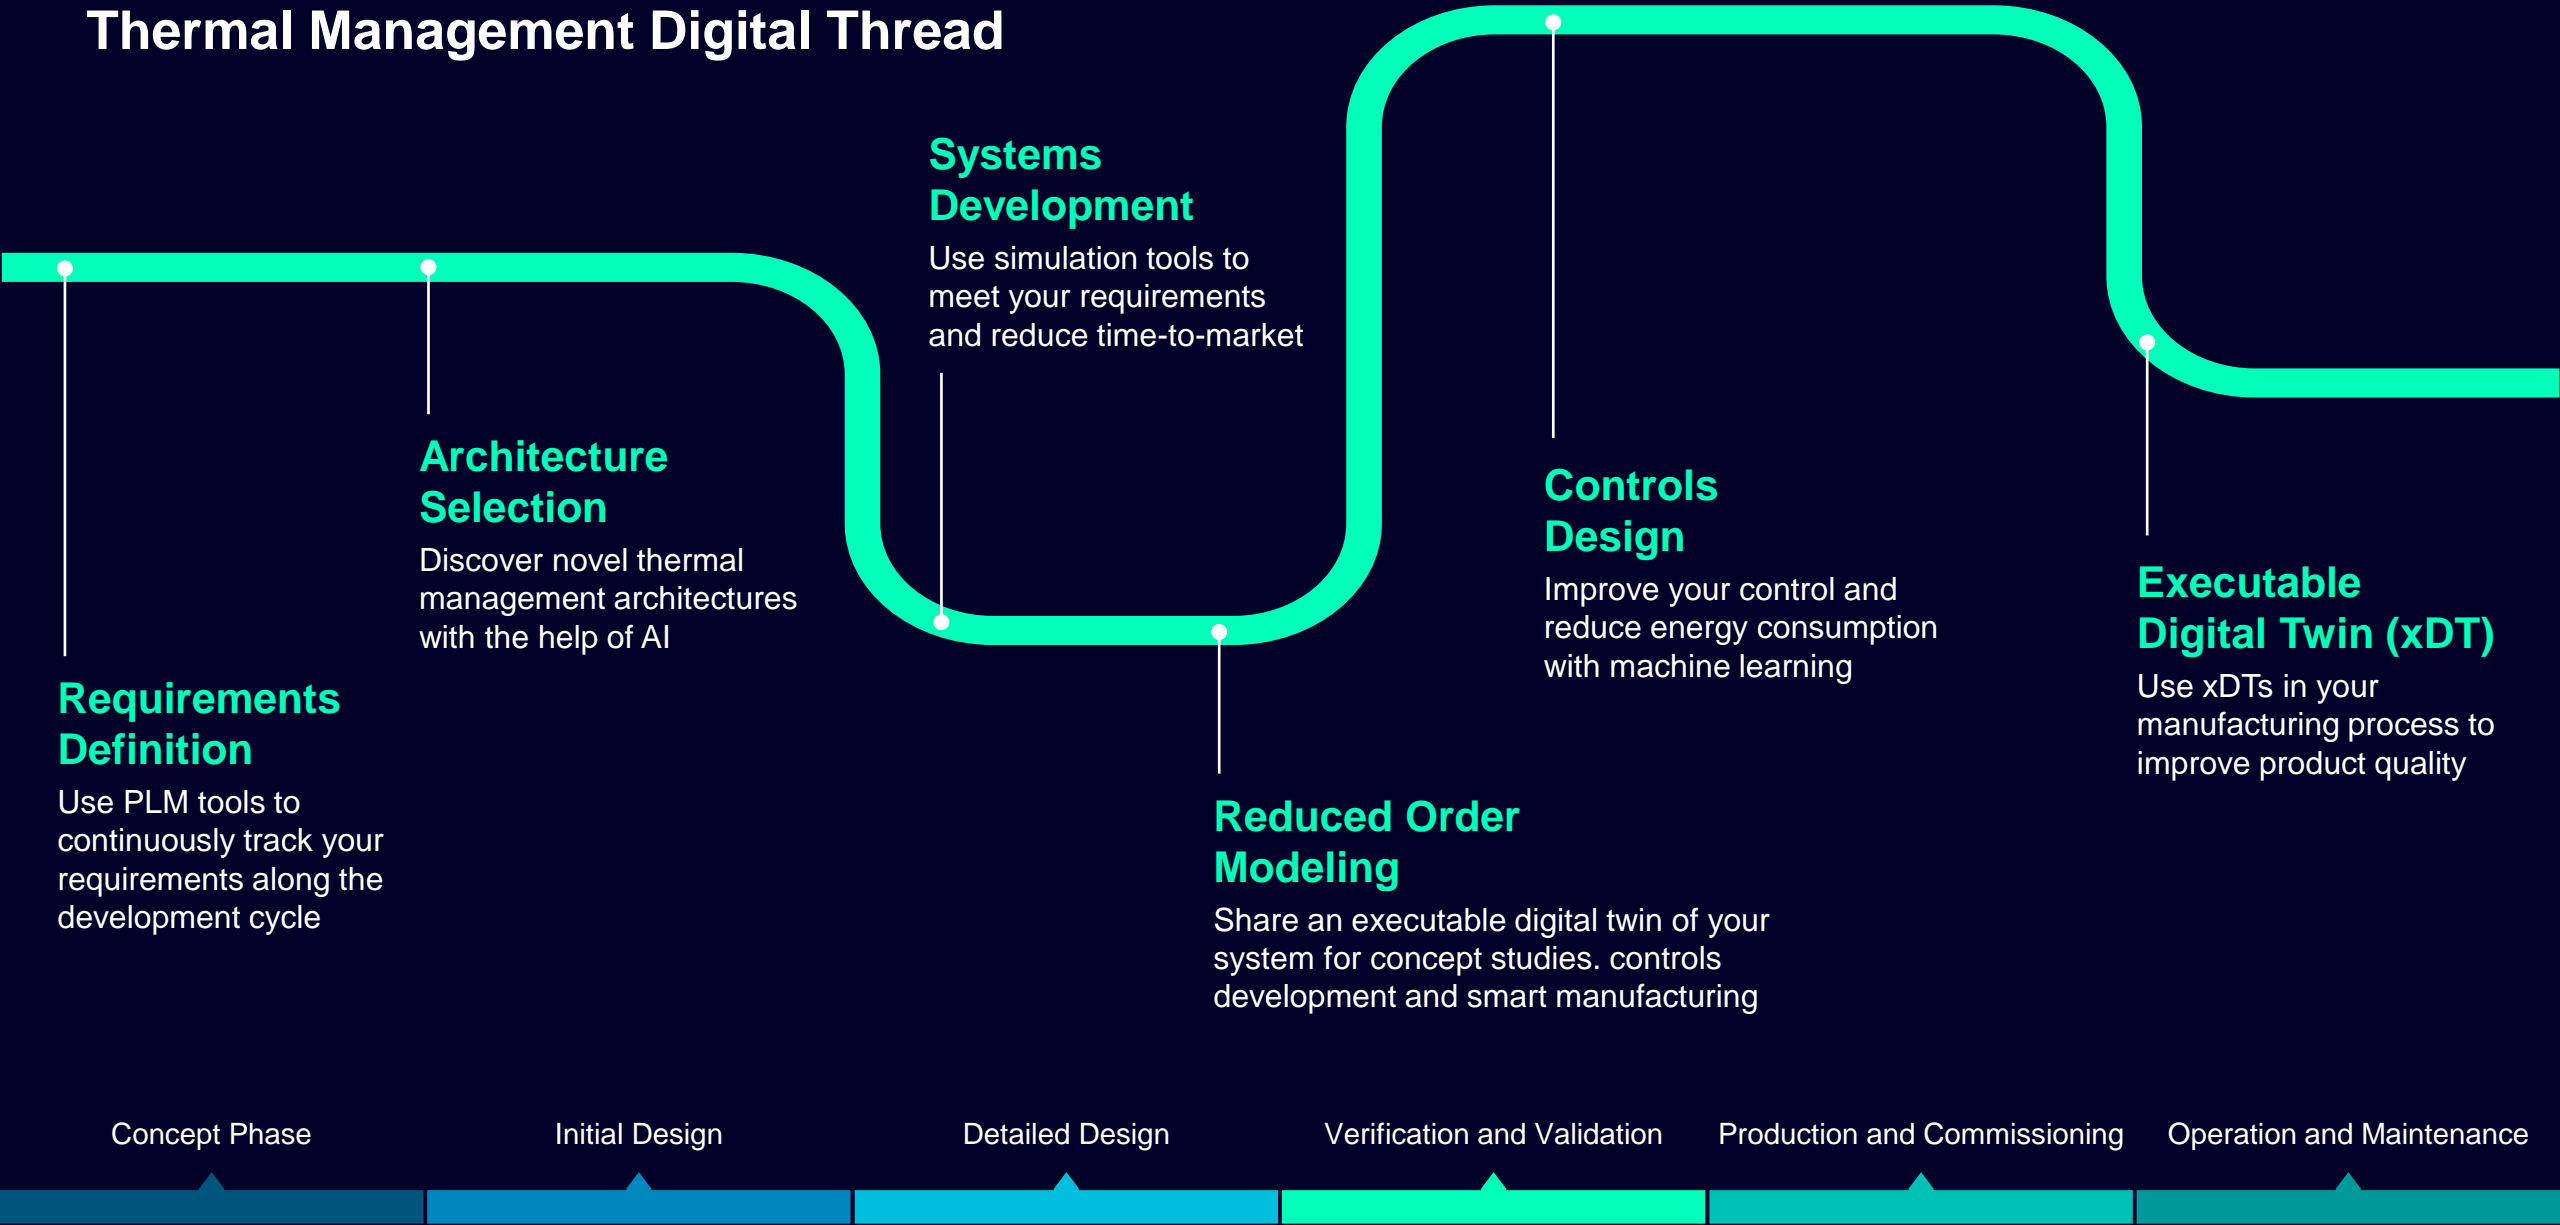 Thermal Management Digital Thread
Requirements
Definition
Use PLM tools to
continuously track your
requirements along the
development cycle
Architecture
Selection
Discover novel thermal
management architectures
with the help of AI
Systems
Development
Use simulation tools to
meet your requirements
and reduce time-to-market
Reduced Order
Modeling
Share an executable digital twin of your
system for concept studies. controls
development and smart manufacturing
Controls
Design
Improve your control and
reduce energy consumption
with machine learning
Executable
Digital Twin (xDT)
Use xDTs in your
manufacturing process to
improve product quality
Concept Phase
Initial Design
Detailed Design
Verification and Validation
Production and Commissioning
Operation and Maintenance